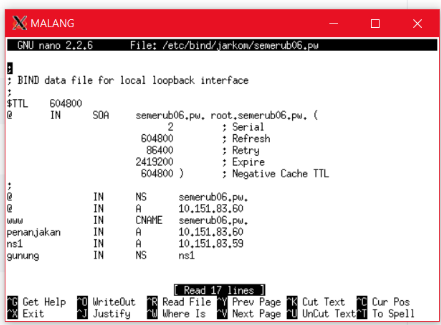 MALANG
GNU nano 2.2.6 File: /etc/bind/jarkom/semerub06.pw
;
; BIND data file for local loopback interface
;
$TTL 604800
@ IN SOA semerub06.pw. root.semerub06.pw. (
2 ; Serial
604800 ; Refresh
86400 ; Retry
2419200 ; Expire
604800 ) ; Negative Cache TTL
;
@ IN NS semerub06.pw.
@ IN A 10.151.83.60
www IN CNAME semerub06.pw.
penanjakan IN A 10.151.83.60
ns1 IN A 10.151.83.59
gunung IN NS ns1
[ Read 17 lines ]
^G Get Help ^O WriteOut ^R Read File ^Y Prev Page ^K Cut Text ^C Cur Pos
^X Exit ^J Justify ^W Where Is ^V Next Page ^U UnCut Text ^T To Spell